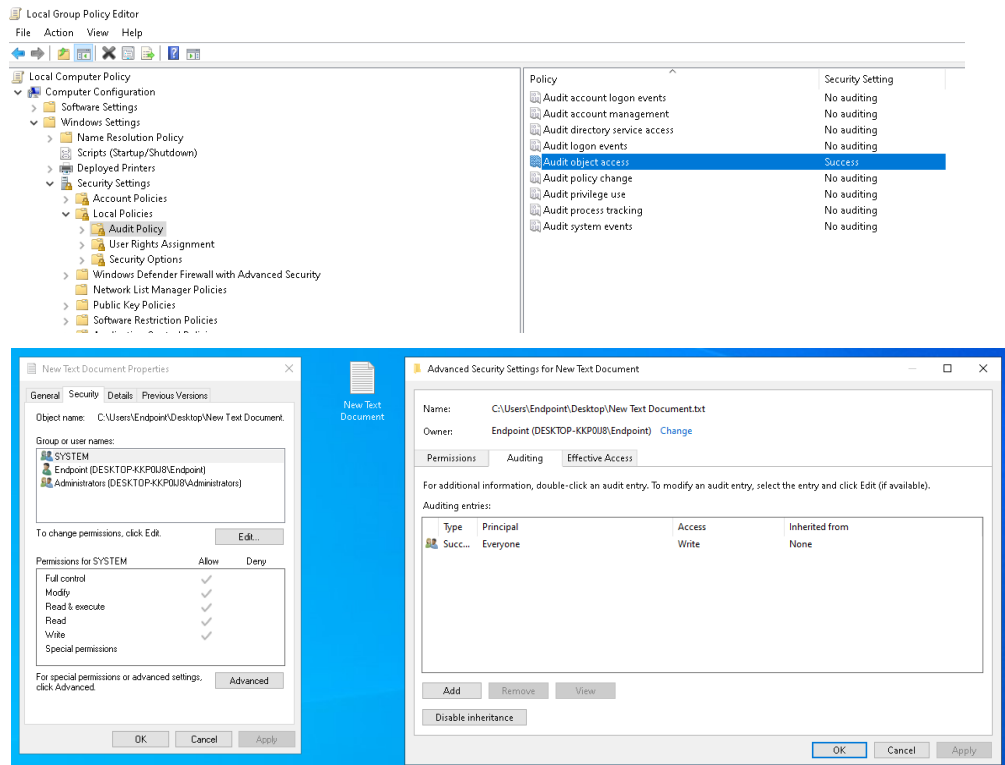 Local Group Policy Editor
File Action View Help
Local Computer Policy
Computer Configuration
Software Settings
Windows Settings
Name Resolution Policy
Scripts (Startup/Shutdown)
Deployed Printers
Security Settings
Account Policies
Local Policies
Audit Policy
User Rights Assignment
Security Options
Windows Defender Firewall with Advanced Security
Network List Manager Policies
Public Key Policies
Software Restriction Policies
Policy Security Setting
Audit account logon events No auditing
Audit account management No auditing
Audit directory service access No auditing
Audit logon events No auditing
Audit object access Success
Audit policy change No auditing
Audit privilege use No auditing
Audit process tracking No auditing
Audit system events No auditing
New Text Document Properties
General Security Details Previous Versions
Object name: C:\Users\Endpoint\Desktop\New Text Document.
Group or user names:
SYSTEM
Endpoint (DESKTOP-KKP0IJ8\Endpoint)
Administrators (DESKTOP-KKP0IJ8\Administrators)
To change permissions, click Edit. Edit...
Permissions for SYSTEM Allow Deny
Full control
Modify
Read & execute
Read
Write
Special permissions
For special permissions or advanced settings,
click Advanced. Advanced
OK Cancel Apply
New Text
Document
Advanced Security Settings for New Text Document
Name: C:\Users\Endpoint\Desktop\New Text Document.txt
Owner: Endpoint (DESKTOP-KKP0IJ8\Endpoint) Change
Permissions Auditing Effective Access
For additional information, double-click an audit entry. To modify an audit entry, select the entry and click Edit (if available).
Auditing entries:
Type Principal Access Inherited from
Succ... Everyone Write None
Add Remove View
Disable inheritance
OK Cancel Apply